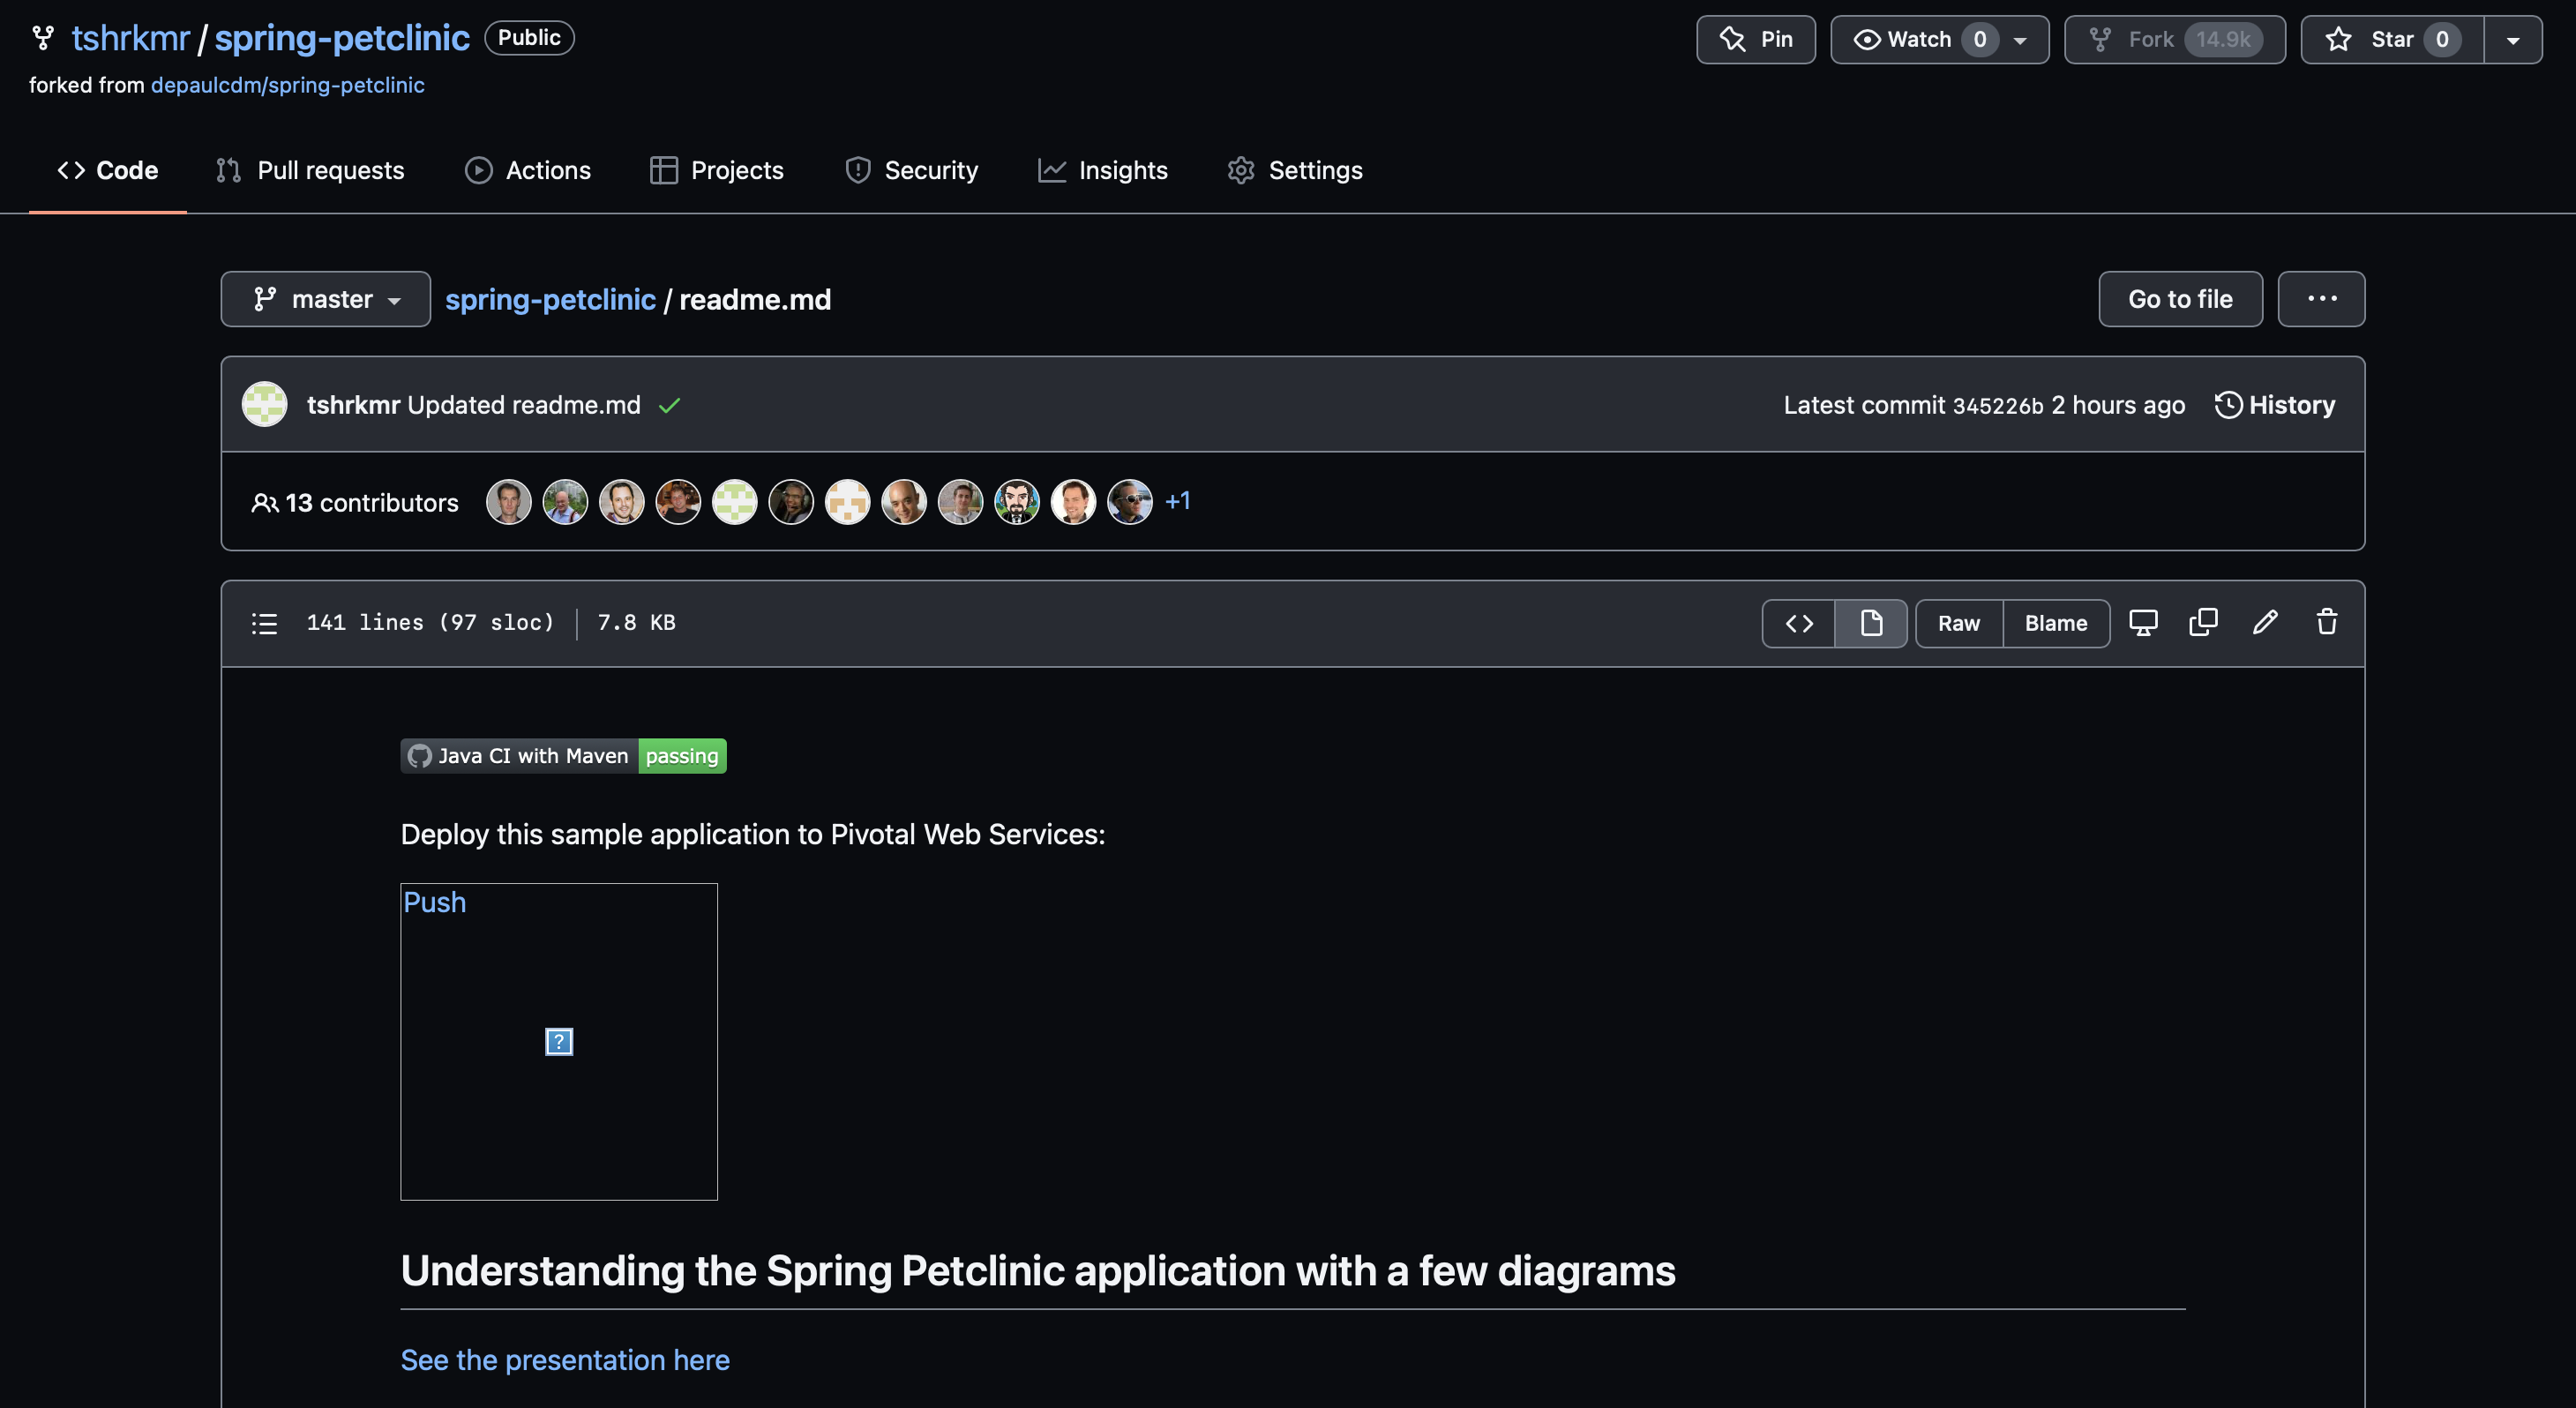 tshrkmr / spring-petclinic Public
Pin Watch 0 Fork 14.9k Star 0
forked from depaulcdm/spring-petclinic
Code Pull requests Actions Projects Security Insights Settings
master spring-petclinic / readme.md Go to file ...
tshrkmr Updated readme.md Latest commit 345226b 2 hours ago History
13 contributors +1
141 lines (97 sloc) 7.8 KB Raw Blame
Java CI with Maven passing
Deploy this sample application to Pivotal Web Services:
Push
?
Understanding the Spring Petclinic application with a few diagrams
See the presentation here